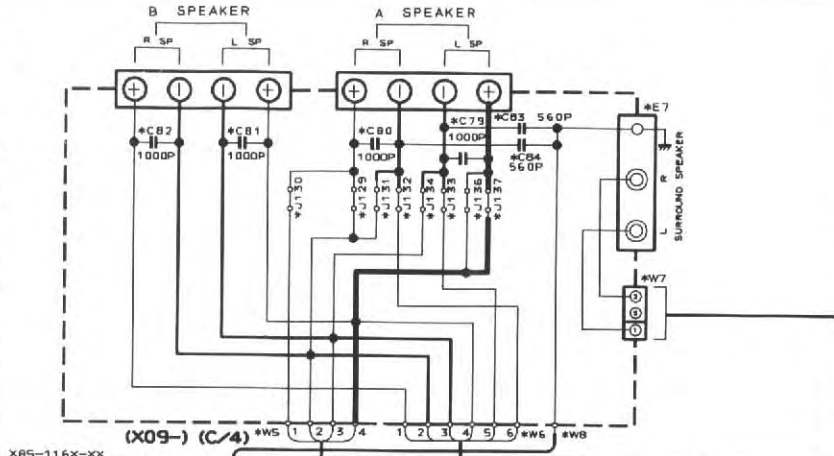 B SPEAKER
A SPEAKER
R SP
L SP
R SP
L SP
+ − − +
+ − − +
*C82
1000P
*C81
1000P
*C80
1000P
*C79
1000P
*C83 560P
*C84
560P
*E7
R
L
SURROUND SPEAKER
*J130
*J129
*J131
*J132
*J134
*J133
*J136
*J137
*W7
3
2
1
(X09-) (C/4)
*W5 1 2 3 4
1 2 3 4 5 6 *W6
*W8
X85-116X-XX